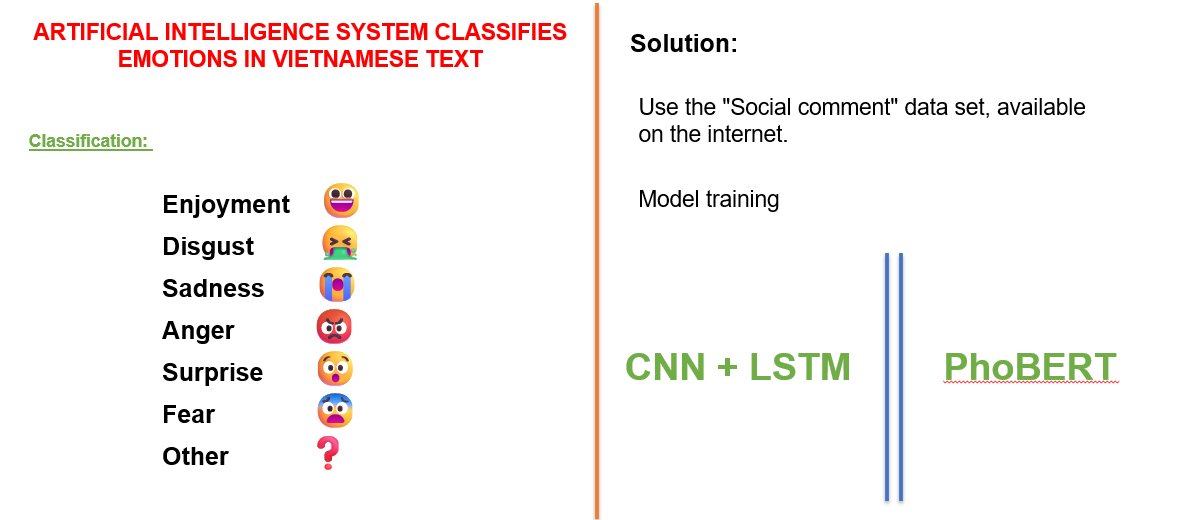 ARTIFICIAL INTELLIGENCE SYSTEM CLASSIFIES
EMOTIONS IN VIETNAMESE TEXT
Classification:
Enjoyment
Disgust
Sadness
Anger
Surprise
Fear
Other
Solution:
Use the "Social comment" data set, available
on the internet.
Model training
CNN + LSTM
PhoBERT